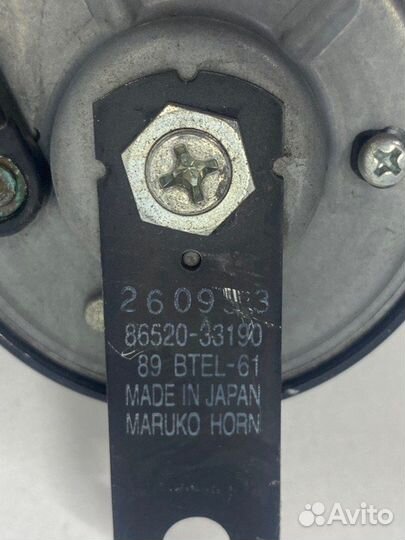 86520-33190
89 BTEL-61
MADE IN JAPAN
MARUKO HORN
Avito